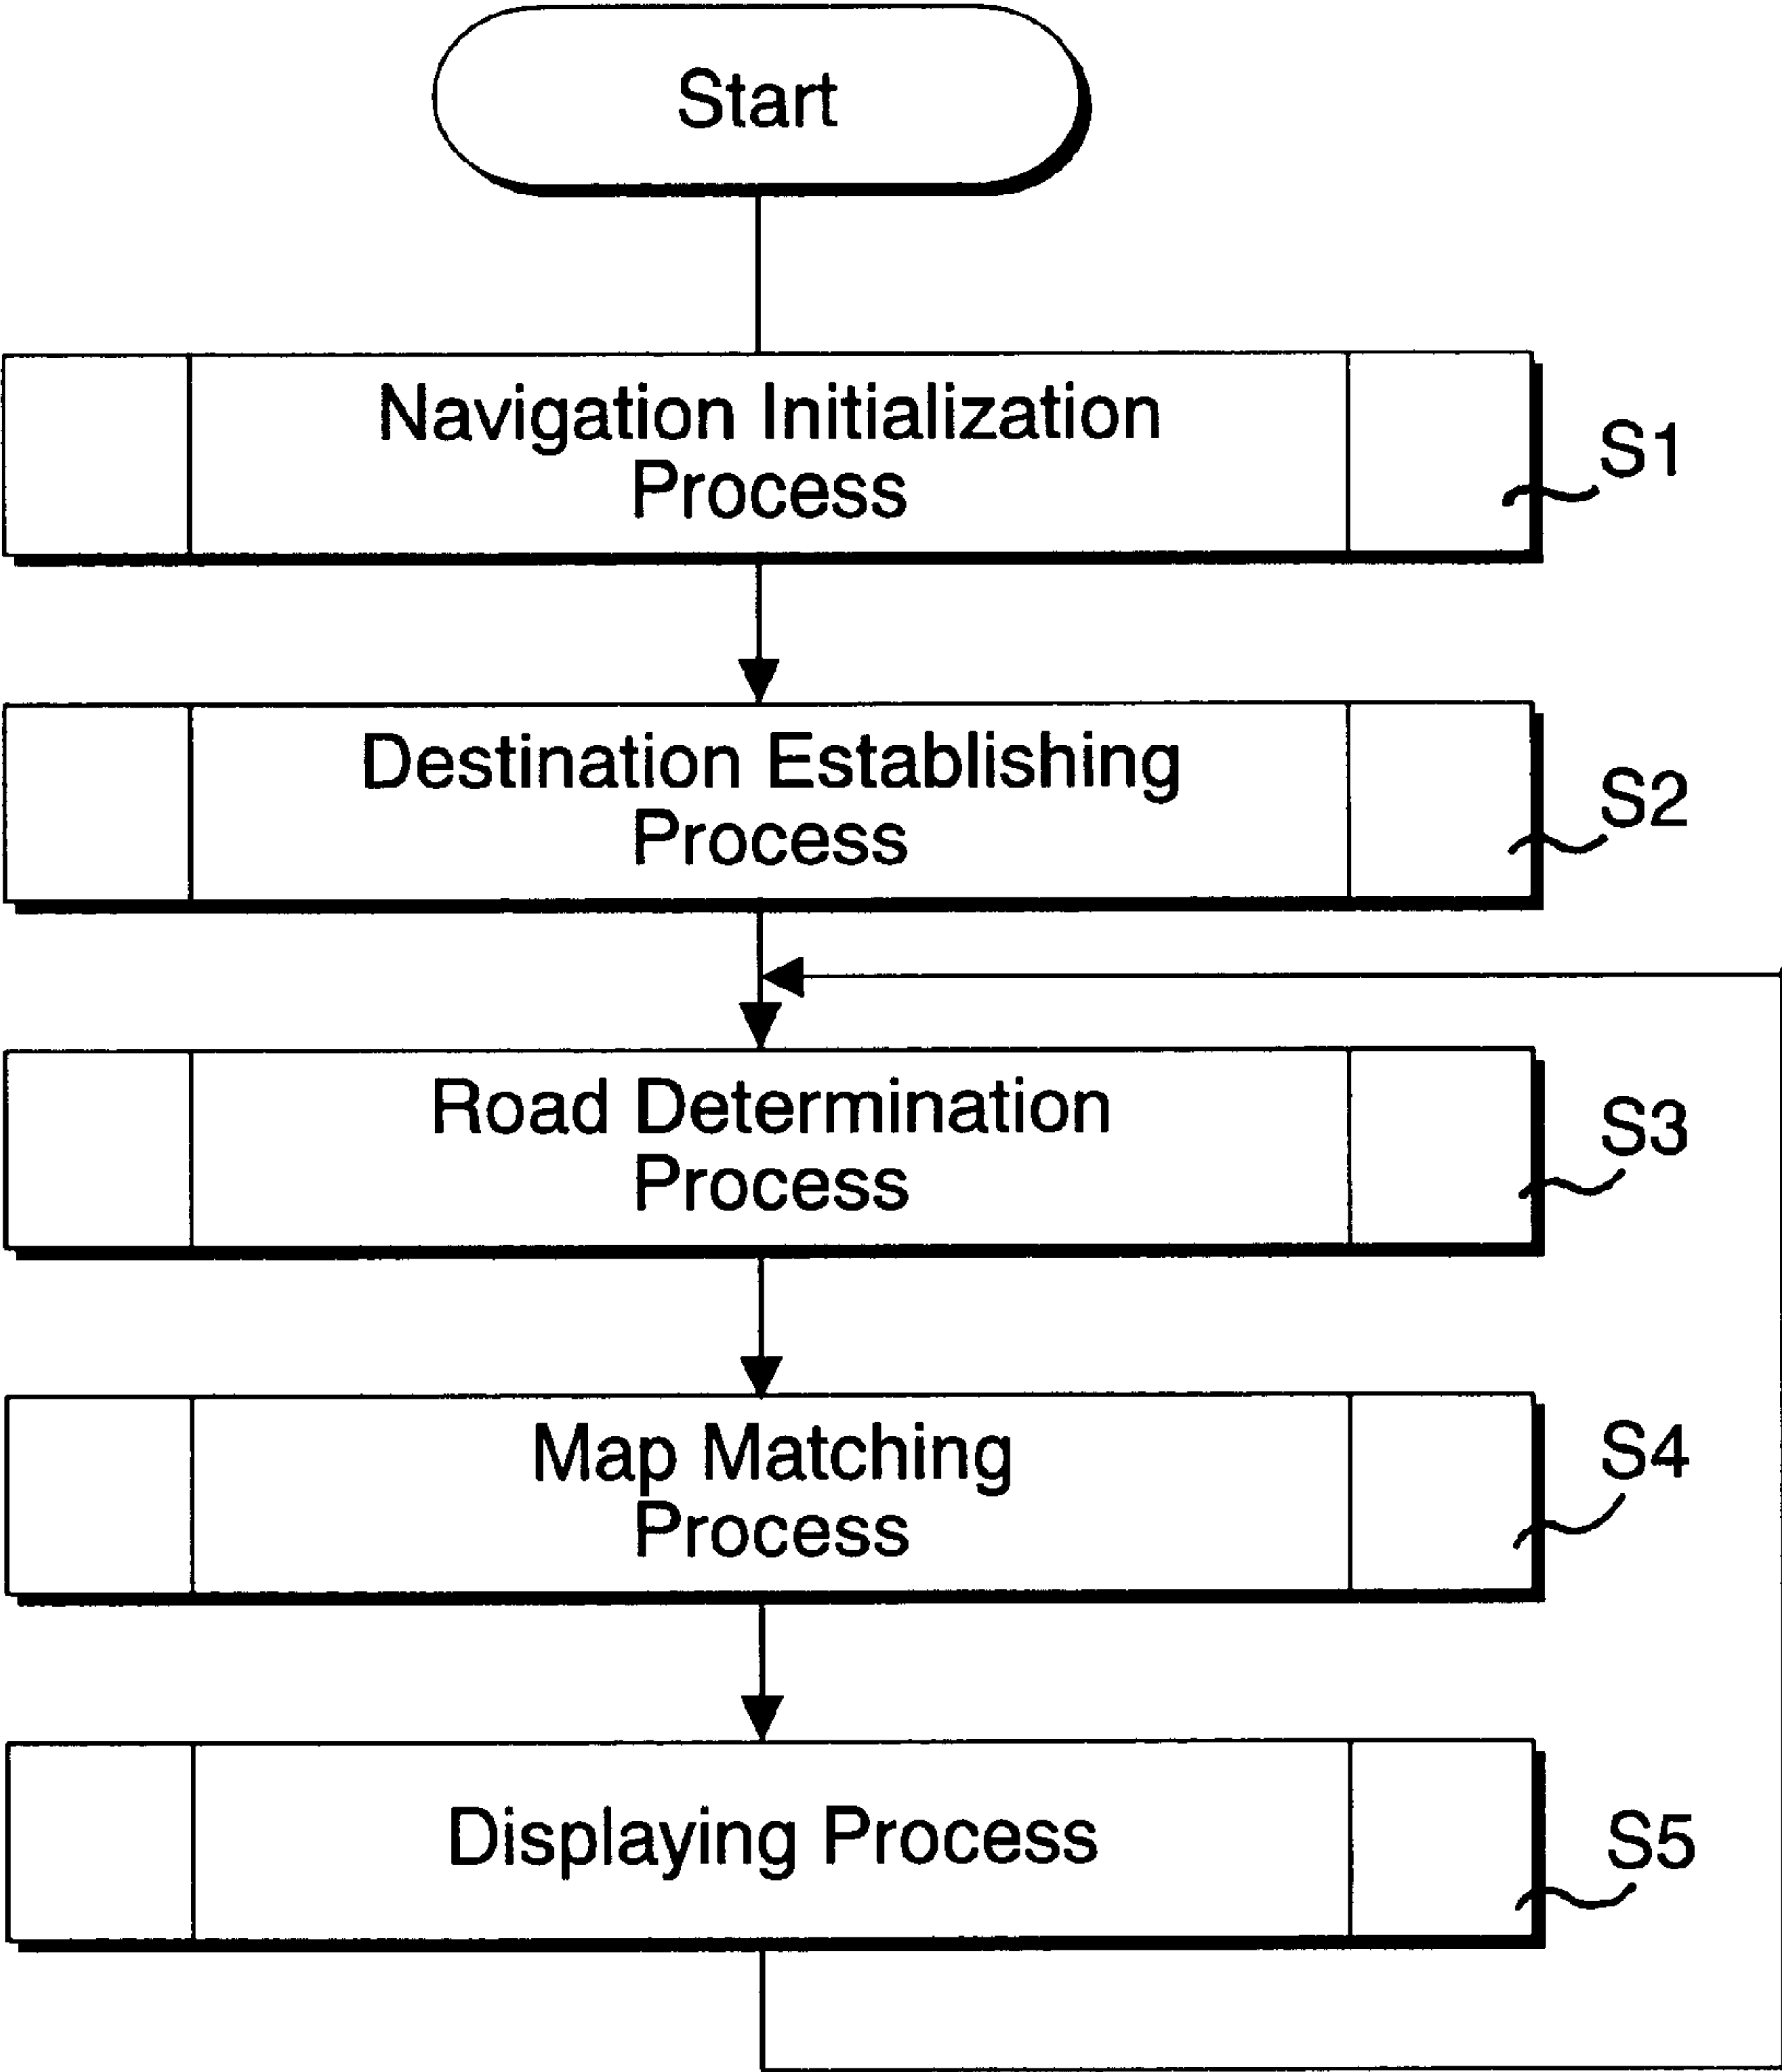 Start
Navigation Initialization
Process
S1
Destination Establishing
Process
S2
Road Determination
Process
S3
Map Matching
Process
S4
Displaying Process
S5